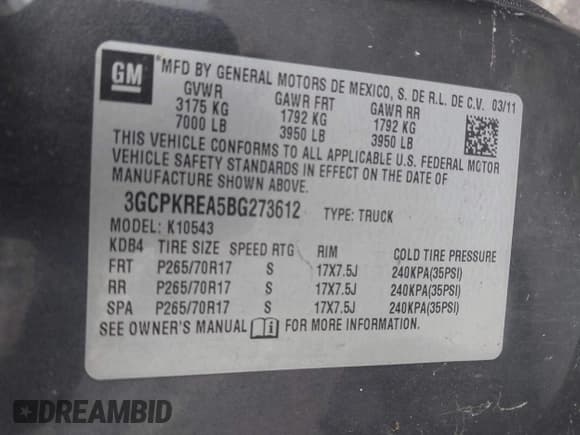 GM *MFD BY GENERAL MOTORS DE MEXICO, S. DE R.L. DE C.V. 03/11
GVWR GAWR FRT GAWR RR
3175 KG 1792 KG 1792 KG
7000 LB 3950 LB 3950 LB
THIS VEHICLE CONFORMS TO ALL APPLICABLE U.S. FEDERAL MOTOR
VEHICLE SAFETY STANDARDS IN EFFECT ON THE DATE OF
MANUFACTURE SHOWN ABOVE.
3GCPKREA5BG273612 TYPE: TRUCK
MODEL: K10543
KDB4 TIRE SIZE SPEED RTG RIM COLD TIRE PRESSURE
FRT P265/70R17 S 17X7.5J 240KPA(35PSI)
RR P265/70R17 S 17X7.5J 240KPA(35PSI)
SPA P265/70R17 S 17X7.5J 240KPA(35PSI)
SEE OWNER'S MANUAL FOR MORE INFORMATION.
DREAMBID